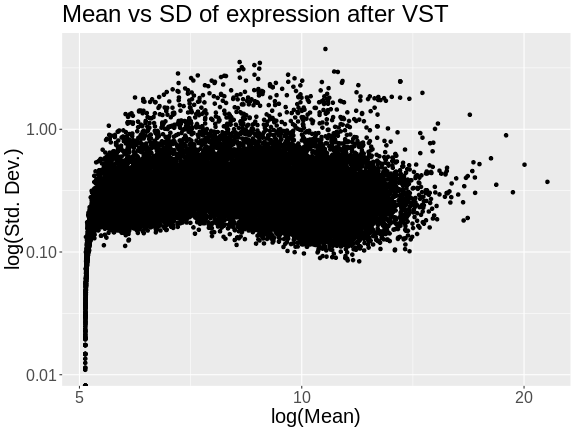 Mean vs SD of expression after VST
log(Std. Dev.)
1.00
0.10
0.01
5
10
20
log(Mean)